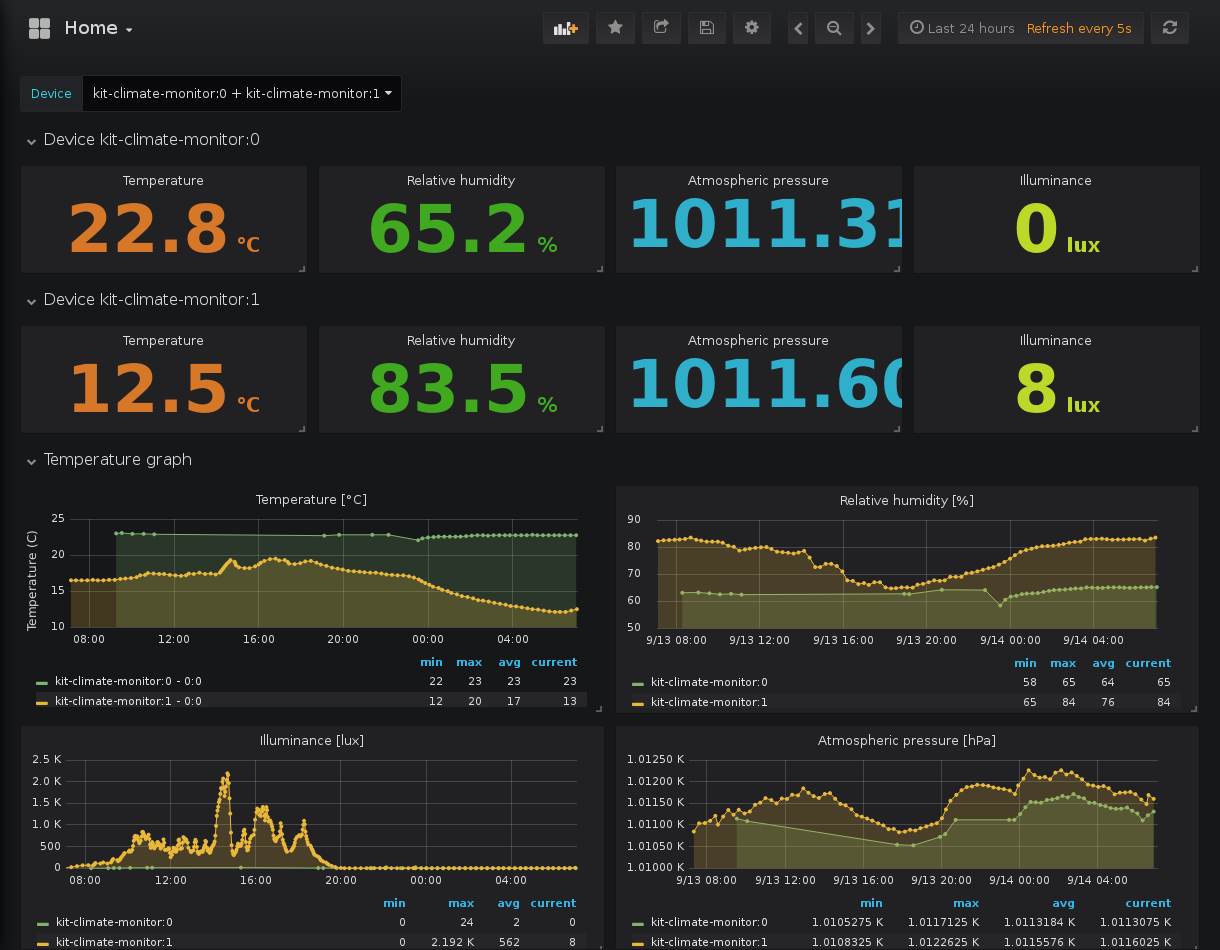 Home
Last 24 hours Refresh every 5s
Device kit-climate-monitor:0 + kit-climate-monitor:1
Device kit-climate-monitor:0
Temperature Relative humidity Atmospheric pressure Illuminance
22.8 °C 65.2 % 1011.31 0 lux
Device kit-climate-monitor:1
Temperature Relative humidity Atmospheric pressure Illuminance
12.5 °C 83.5 % 1011.60 8 lux
Temperature graph
Temperature [°C]
Temperature (C)
25
20
15
10
08:00 12:00 16:00 20:00 00:00 04:00
min max avg current
kit-climate-monitor:0 - 0:0 22 23 23 23
kit-climate-monitor:1 - 0:0 12 20 17 13
Relative humidity [%]
90
80
70
60
50
9/13 08:00 9/13 12:00 9/13 16:00 9/13 20:00 9/14 00:00 9/14 04:00
min max avg current
kit-climate-monitor:0 58 65 64 65
kit-climate-monitor:1 65 84 76 84
Illuminance [lux]
2.5 K
2.0 K
1.5 K
1.0 K
500
0
08:00 12:00 16:00 20:00 00:00 04:00
min max avg current
kit-climate-monitor:0 0 24 2 0
kit-climate-monitor:1 0 2.192 K 562 8
Atmospheric pressure [hPa]
1.01250 K
1.01200 K
1.01150 K
1.01100 K
1.01050 K
1.01000 K
9/13 08:00 9/13 12:00 9/13 16:00 9/13 20:00 9/14 00:00 9/14 04:00
min max avg current
kit-climate-monitor:0 1.0105275 K 1.0117125 K 1.0113184 K 1.0113075 K
kit-climate-monitor:1 1.0108325 K 1.0122625 K 1.0115576 K 1.0116025 K